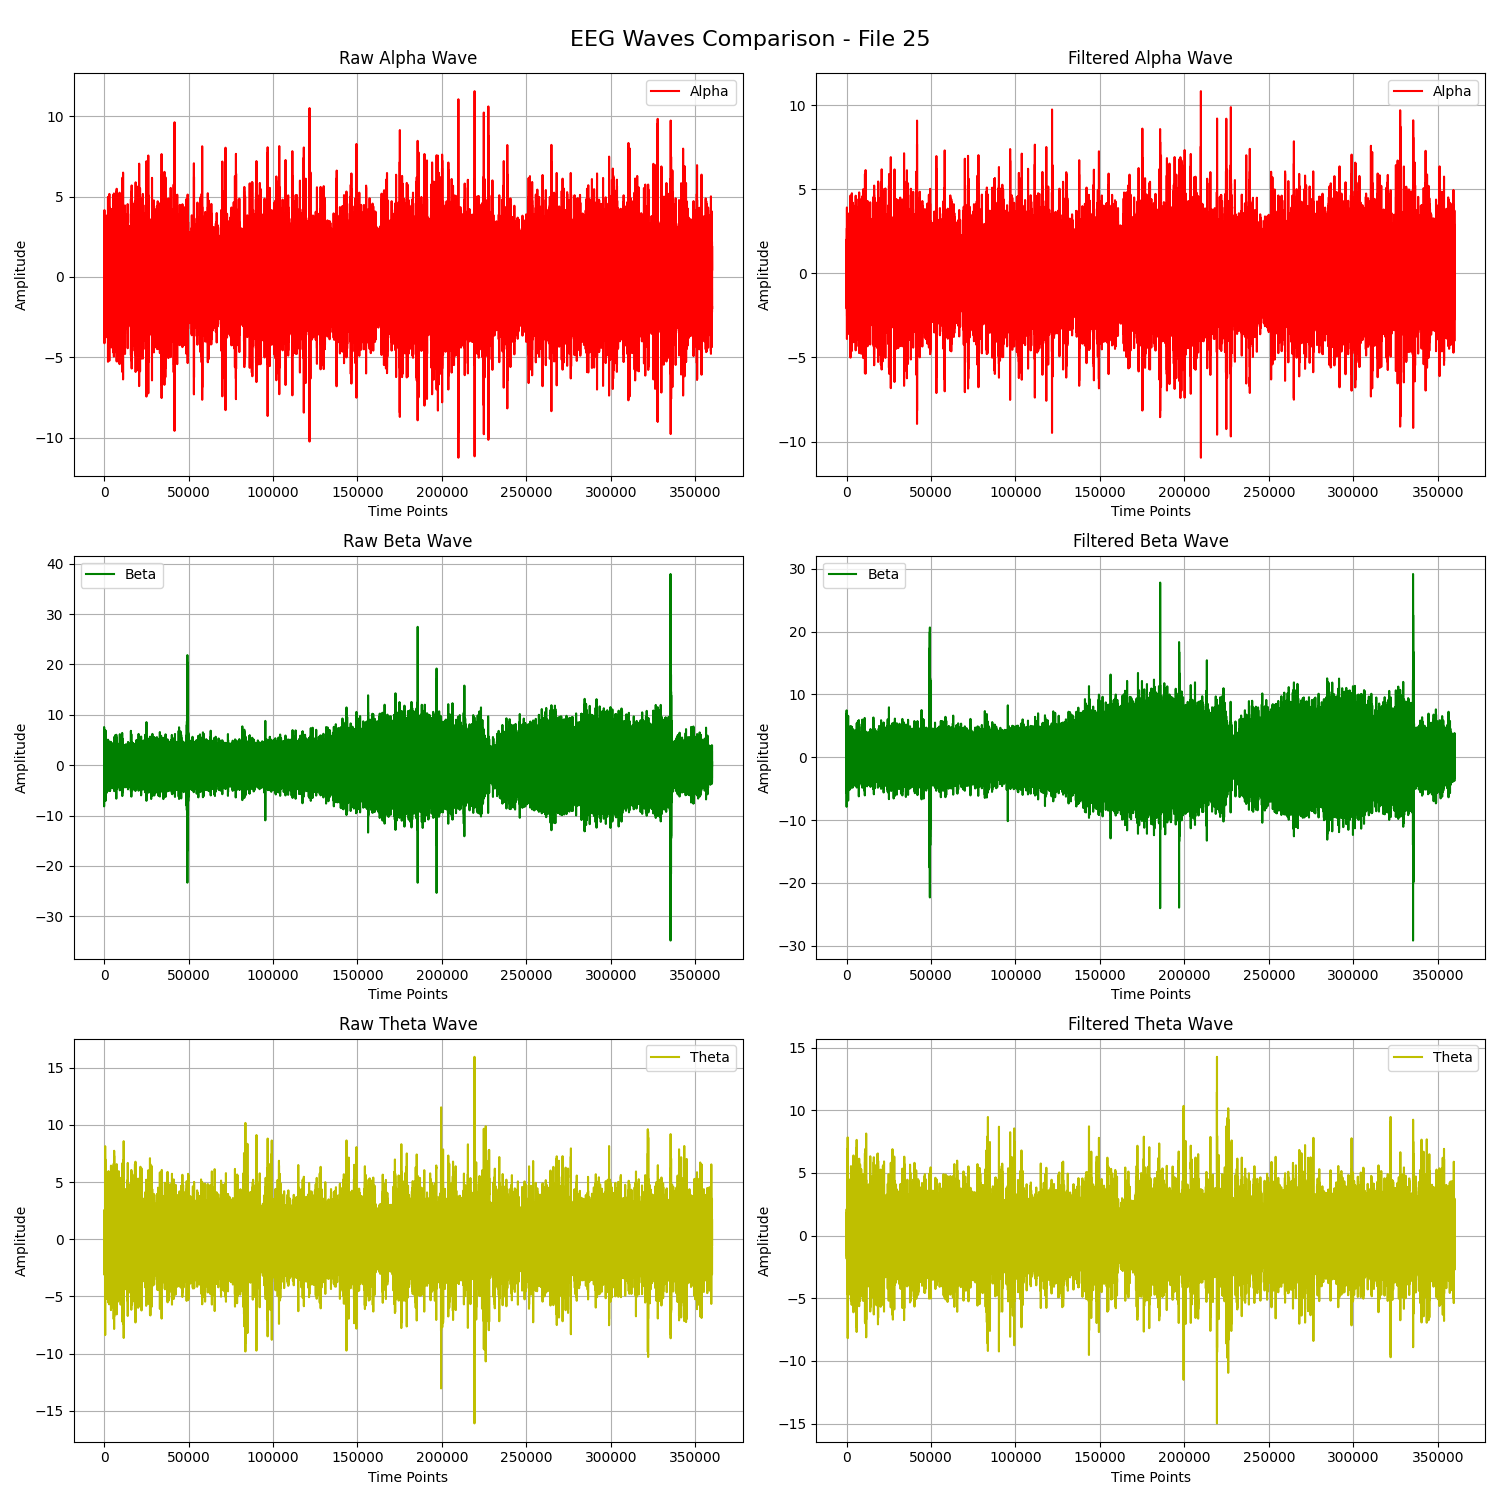 EEG Waves Comparison - File 25
Raw Alpha Wave
Alpha
Amplitude
10
5
0
−5
−10
0 50000 100000 150000 200000 250000 300000 350000
Time Points
Filtered Alpha Wave
Alpha
Amplitude
10
5
0
−5
−10
0 50000 100000 150000 200000 250000 300000 350000
Time Points
Raw Beta Wave
Beta
Amplitude
40
30
20
10
0
−10
−20
−30
0 50000 100000 150000 200000 250000 300000 350000
Time Points
Filtered Beta Wave
Beta
Amplitude
30
20
10
0
−10
−20
−30
0 50000 100000 150000 200000 250000 300000 350000
Time Points
Raw Theta Wave
Theta
Amplitude
15
10
5
0
−5
−10
−15
0 50000 100000 150000 200000 250000 300000 350000
Time Points
Filtered Theta Wave
Theta
Amplitude
15
10
5
0
−5
−10
−15
0 50000 100000 150000 200000 250000 300000 350000
Time Points